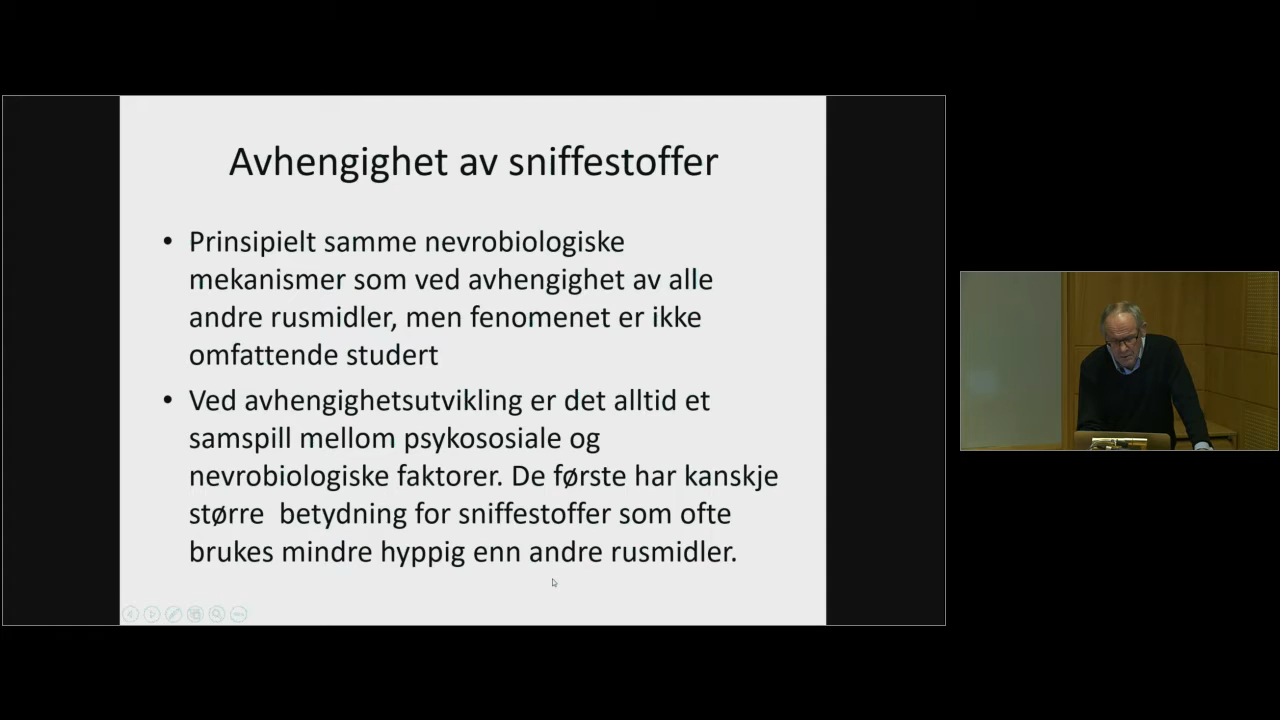 Avhengighet av sniffestoffer
• Prinsipielt samme nevrobiologiske
mekanismer som ved avhengighet av alle
andre rusmidler, men fenomenet er ikke
omfattende studert
• Ved avhengighetsutvikling er det alltid et
samspill mellom psykososiale og
nevrobiologiske faktorer. De første har kanskje
større  betydning for sniffestoffer som ofte
brukes mindre hyppig enn andre rusmidler.